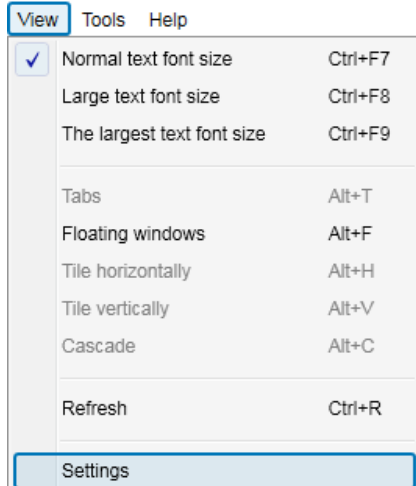 View Tools Help
Normal text font size Ctrl+F7
Large text font size Ctrl+F8
The largest text font size Ctrl+F9
Tabs Alt+T
Floating windows Alt+F
Tile horizontally Alt+H
Tile vertically Alt+V
Cascade Alt+C
Refresh Ctrl+R
Settings